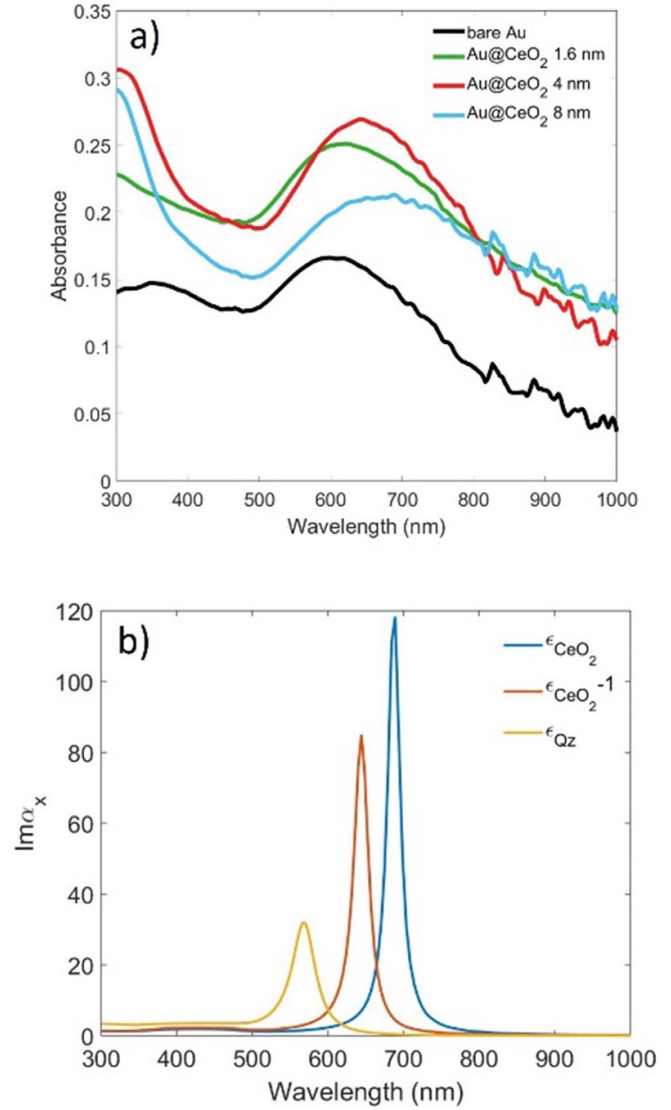 a)
bare Au
Au@CeO₂ 1.6 nm
Au@CeO₂ 4 nm
Au@CeO₂ 8 nm
0.35
0.3
0.25
0.2
0.15
0.1
0.05
0
Absorbance
300 400 500 600 700 800 900 1000
Wavelength (nm)
b)
ϵCeO₂
ϵCeO₂-1
ϵQz
120
100
80
60
40
20
0
Imαx
300 400 500 600 700 800 900 1000
Wavelength (nm)